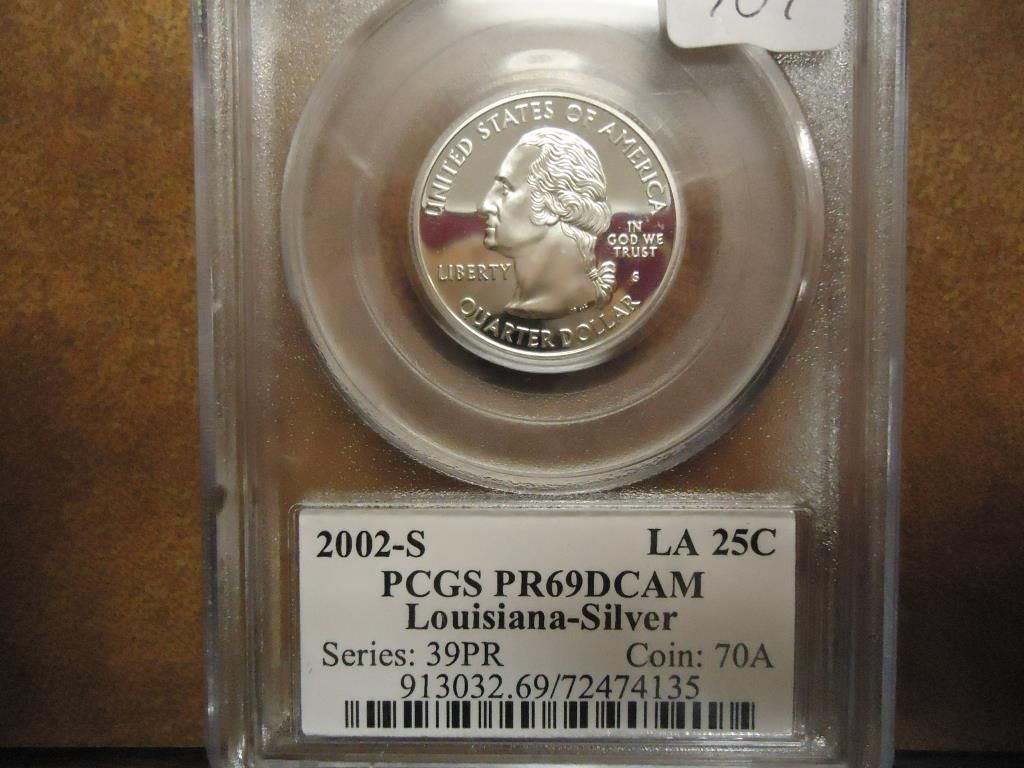 UNITED STATES OF AMERICA
IN
GOD WE
TRUST
LIBERTY
S
QUARTER DOLLAR
2002-S LA 25C
PCGS PR69DCAM
Louisiana-Silver
Series: 39PR Coin: 70A
913032.69/72474135